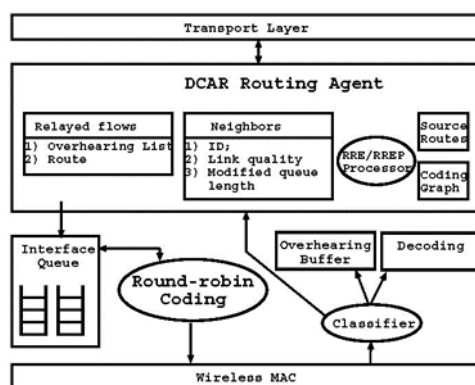 Transport Layer
DCAR Routing Agent
Relayed flows
1) Overhearing List
2) Route
Neighbors
1) ID;
2) Link quality
3) Modified queue
length
RRE/RREP
Processor
Source
Routes
Coding
Graph
Interface
Queue
Round-robin
Coding
Overhearing
Buffer
Decoding
Classifier
Wireless MAC